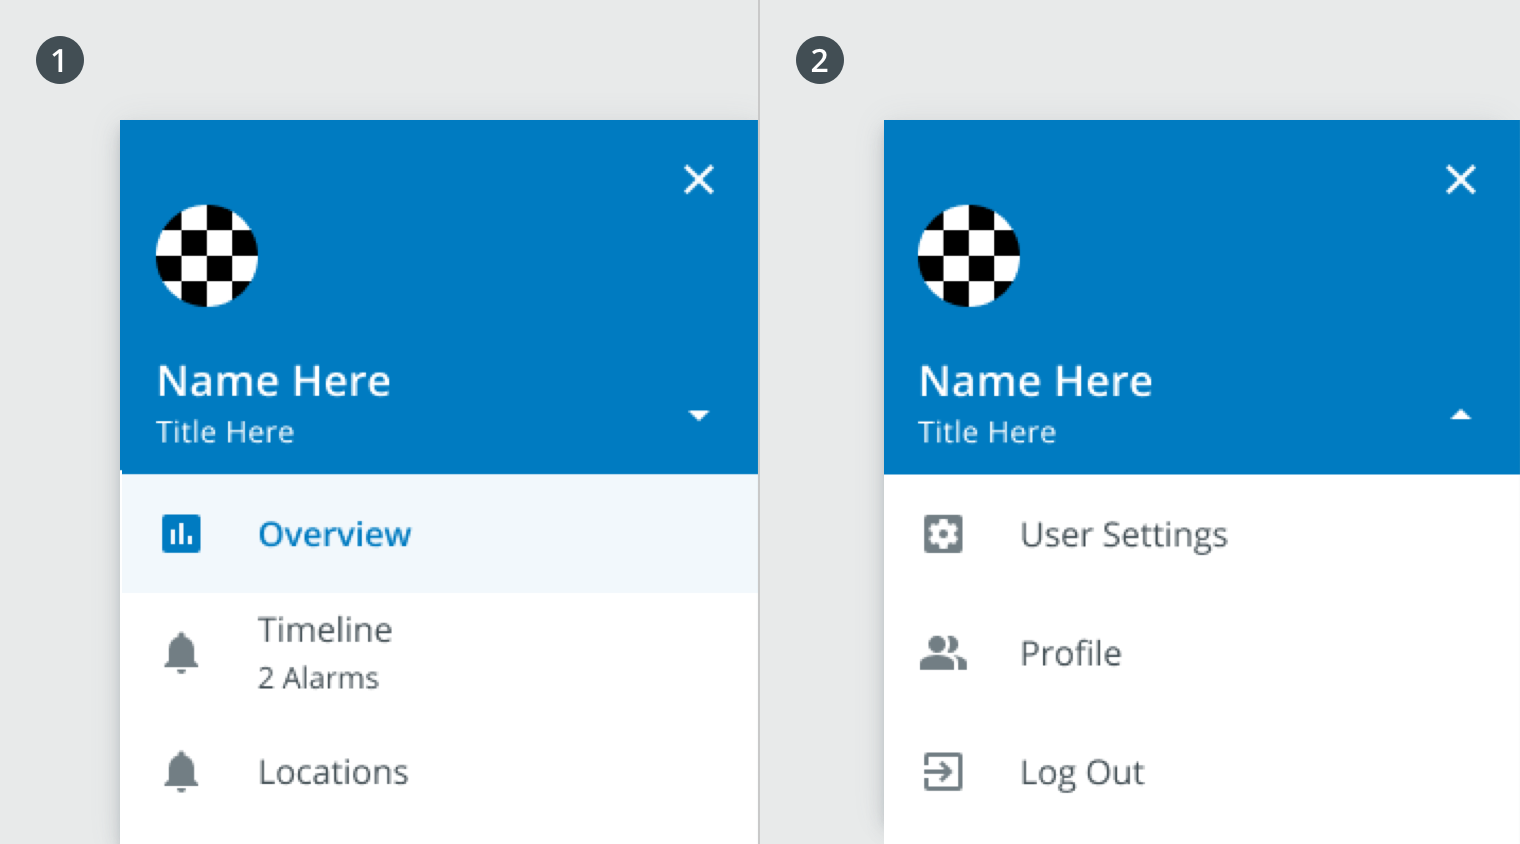 1
Name Here
Title Here
Overview
Timeline
2 Alarms
Locations
2
Name Here
Title Here
User Settings
Profile
Log Out